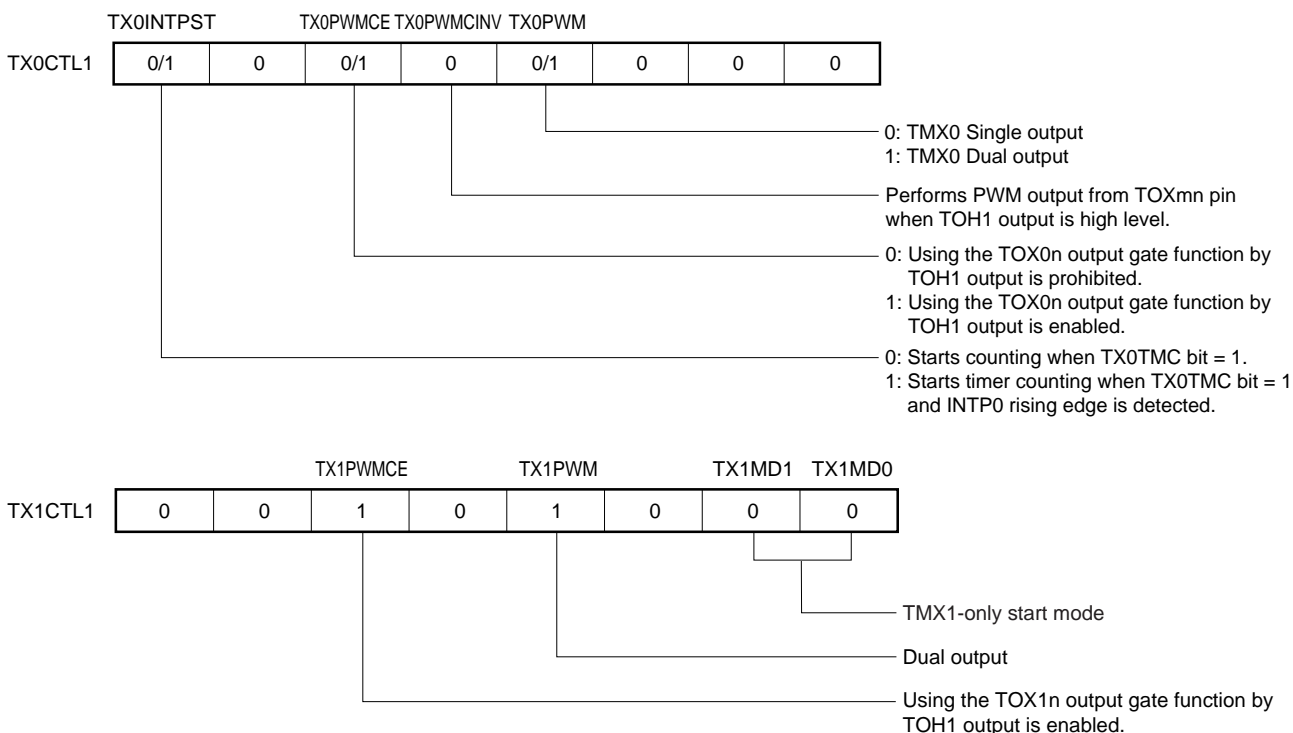 TX0INTPST TX0PWMCE TX0PWMCINV TX0PWM
TX0CTL1 0/1 0 0/1 0 0/1 0 0 0
0: TMX0 Single output
1: TMX0 Dual output
Performs PWM output from TOXmn pin
when TOH1 output is high level.
0: Using the TOX0n output gate function by
TOH1 output is prohibited.
1: Using the TOX0n output gate function by
TOH1 output is enabled.
0: Starts counting when TX0TMC bit = 1.
1: Starts timer counting when TX0TMC bit = 1
and INTP0 rising edge is detected.
TX1PWMCE TX1PWM TX1MD1 TX1MD0
TX1CTL1 0 0 1 0 1 0 0 0
TMX1-only start mode
Dual output
Using the TOX1n output gate function by
TOH1 output is enabled.